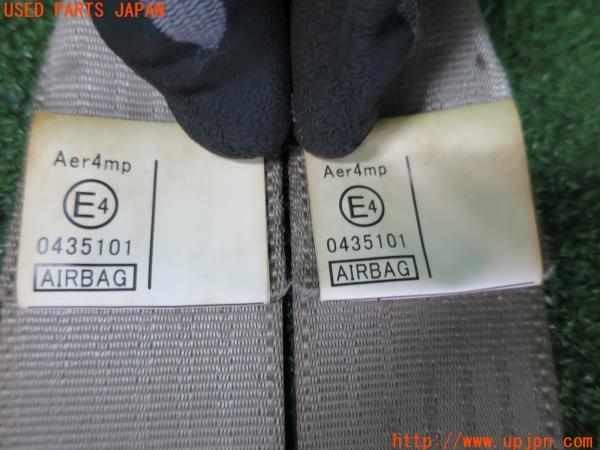 USED PARTS JAPAN
Aer4mp
E4
0435101
AIRBAG
Aer4mp
E4
0435101
AIRBAG
http://www.upjpn.com